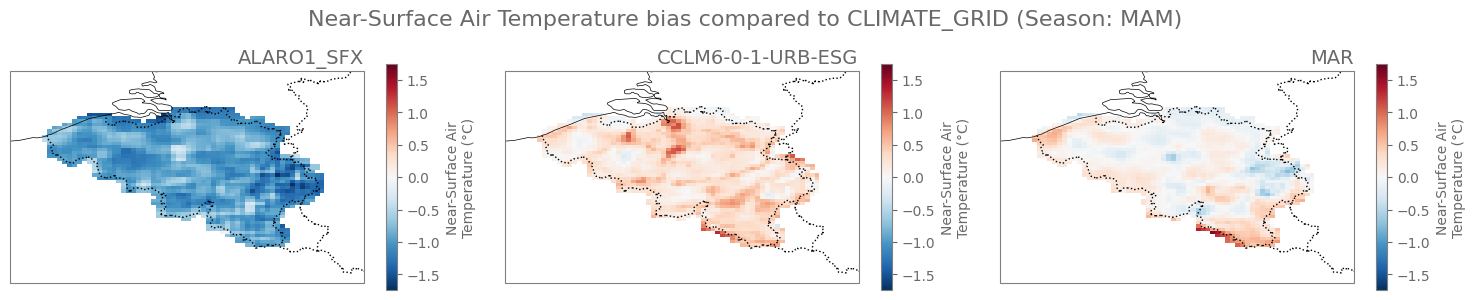 Near-Surface Air Temperature bias compared to CLIMATE_GRID (Season: MAM)
ALARO1_SFX
1.5
1.0
0.5
0.0
−0.5
−1.0
−1.5
Near-Surface Air
Temperature (°C)
CCLM6-0-1-URB-ESG
1.5
1.0
0.5
0.0
−0.5
−1.0
−1.5
Near-Surface Air
Temperature (°C)
MAR
1.5
1.0
0.5
0.0
−0.5
−1.0
−1.5
Near-Surface Air
Temperature (°C)